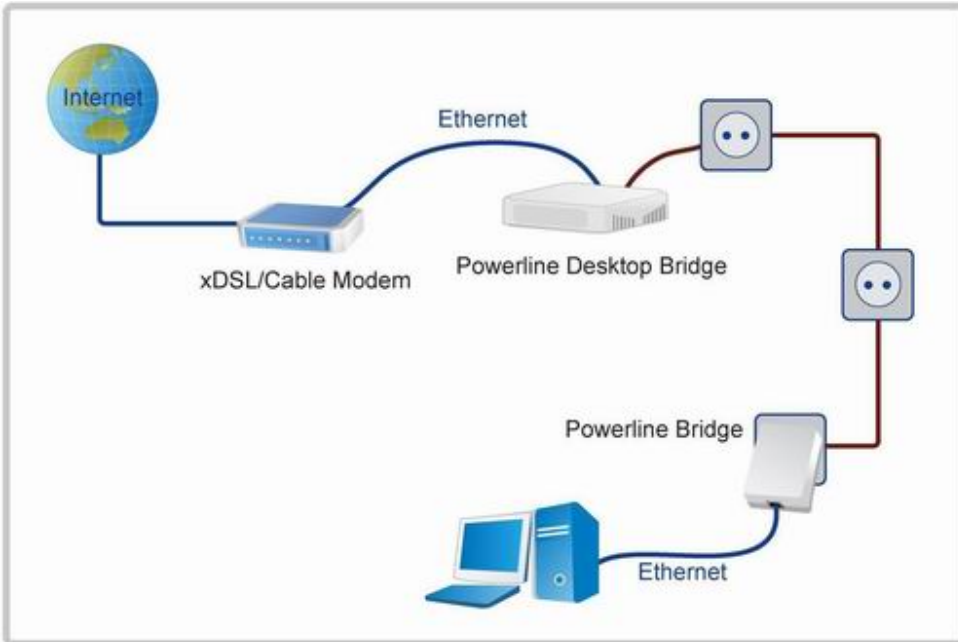 Internet
Ethernet
xDSL/Cable Modem
Powerline Desktop Bridge
Powerline Bridge
Ethernet